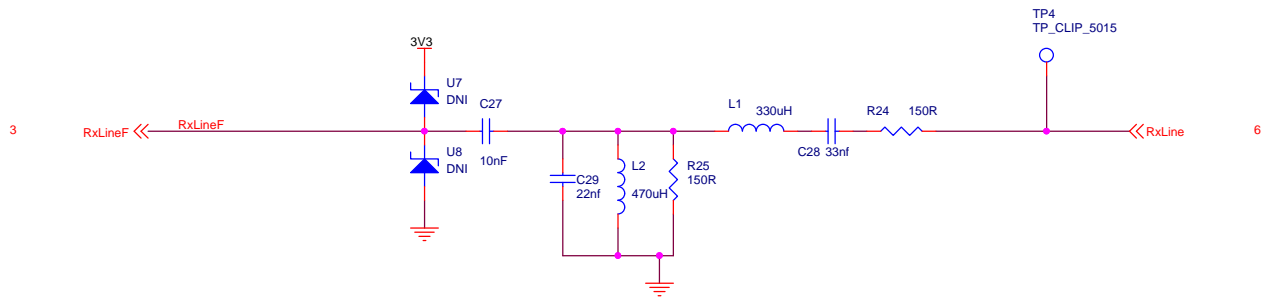 TP4
TP_CLIP_5015
3V3
U7
DNI
C27
L1
330uH
R24
150R
3
RxLineF
RxLineF
RxLine
6
U8
DNI
10nF
C28
33nf
C29
22nf
L2
470uH
R25
150R